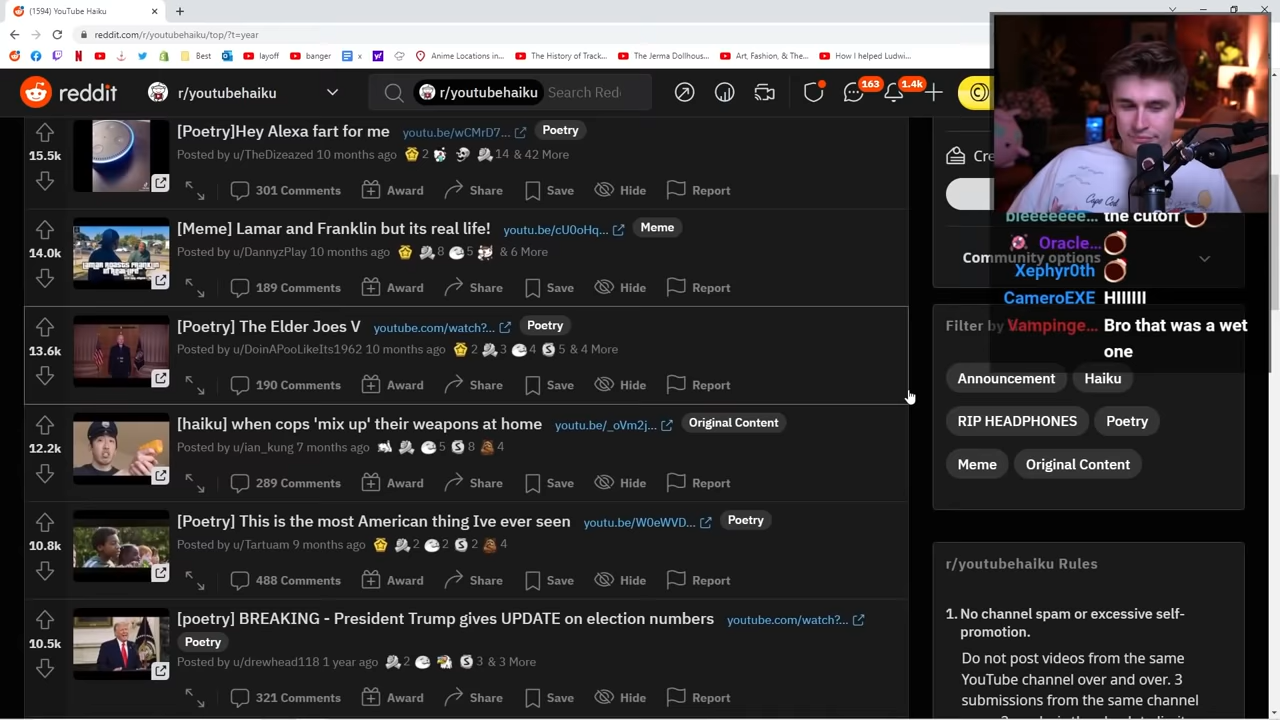 (1594) YouTube Haiku
reddit.com/r/youtubehaiku/top/?t=year
Best
layoff
banger
x
Anime Locations in...
The History of Track...
The Jerma Dollhous...
Art, Fashion, & The...
How I helped Ludwi...
reddit
r/youtubehaiku
r/youtubehaiku
Search Red
163
1.4k
[Poetry]Hey Alexa fart for me youtu.be/wCMrD7... Poetry
15.5k
Posted by u/TheDizeazed 10 months ago 2 14 & 42 More
301 Comments Award Share Save Hide Report
[Meme] Lamar and Franklin but its real life! youtu.be/cU0oHq... Meme
14.0k
Posted by u/DannyzPlay 10 months ago 8 5 & 6 More
189 Comments Award Share Save Hide Report
[Poetry] The Elder Joes V youtube.com/watch?... Poetry
13.6k
Posted by u/DoinAPooLikeIts1962 10 months ago 2 3 4 5 & 4 More
190 Comments Award Share Save Hide Report
[haiku] when cops 'mix up' their weapons at home youtu.be/_oVm2j... Original Content
12.2k
Posted by u/ian_kung 7 months ago 5 8 4
289 Comments Award Share Save Hide Report
[Poetry] This is the most American thing Ive ever seen youtu.be/W0eWVD... Poetry
10.8k
Posted by u/Tartuam 9 months ago 2 2 2 4
488 Comments Award Share Save Hide Report
[poetry] BREAKING - President Trump gives UPDATE on election numbers youtube.com/watch?...
Poetry
10.5k
Posted by u/drewhead118 1 year ago 2 3 & 3 More
321 Comments Award Share Save Hide Report
Cre
Cape Cod
bleeeeeee... the cutoff
Oracle...
Community options
Xephyr0th
CameroEXE HIIIIII
Filter by
Vampinge... Bro that was a wet
one
Announcement Haiku
RIP HEADPHONES Poetry
Meme Original Content
r/youtubehaiku Rules
1. No channel spam or excessive self-
promotion.
Do not post videos from the same
YouTube channel over and over. 3
submissions from the same channel